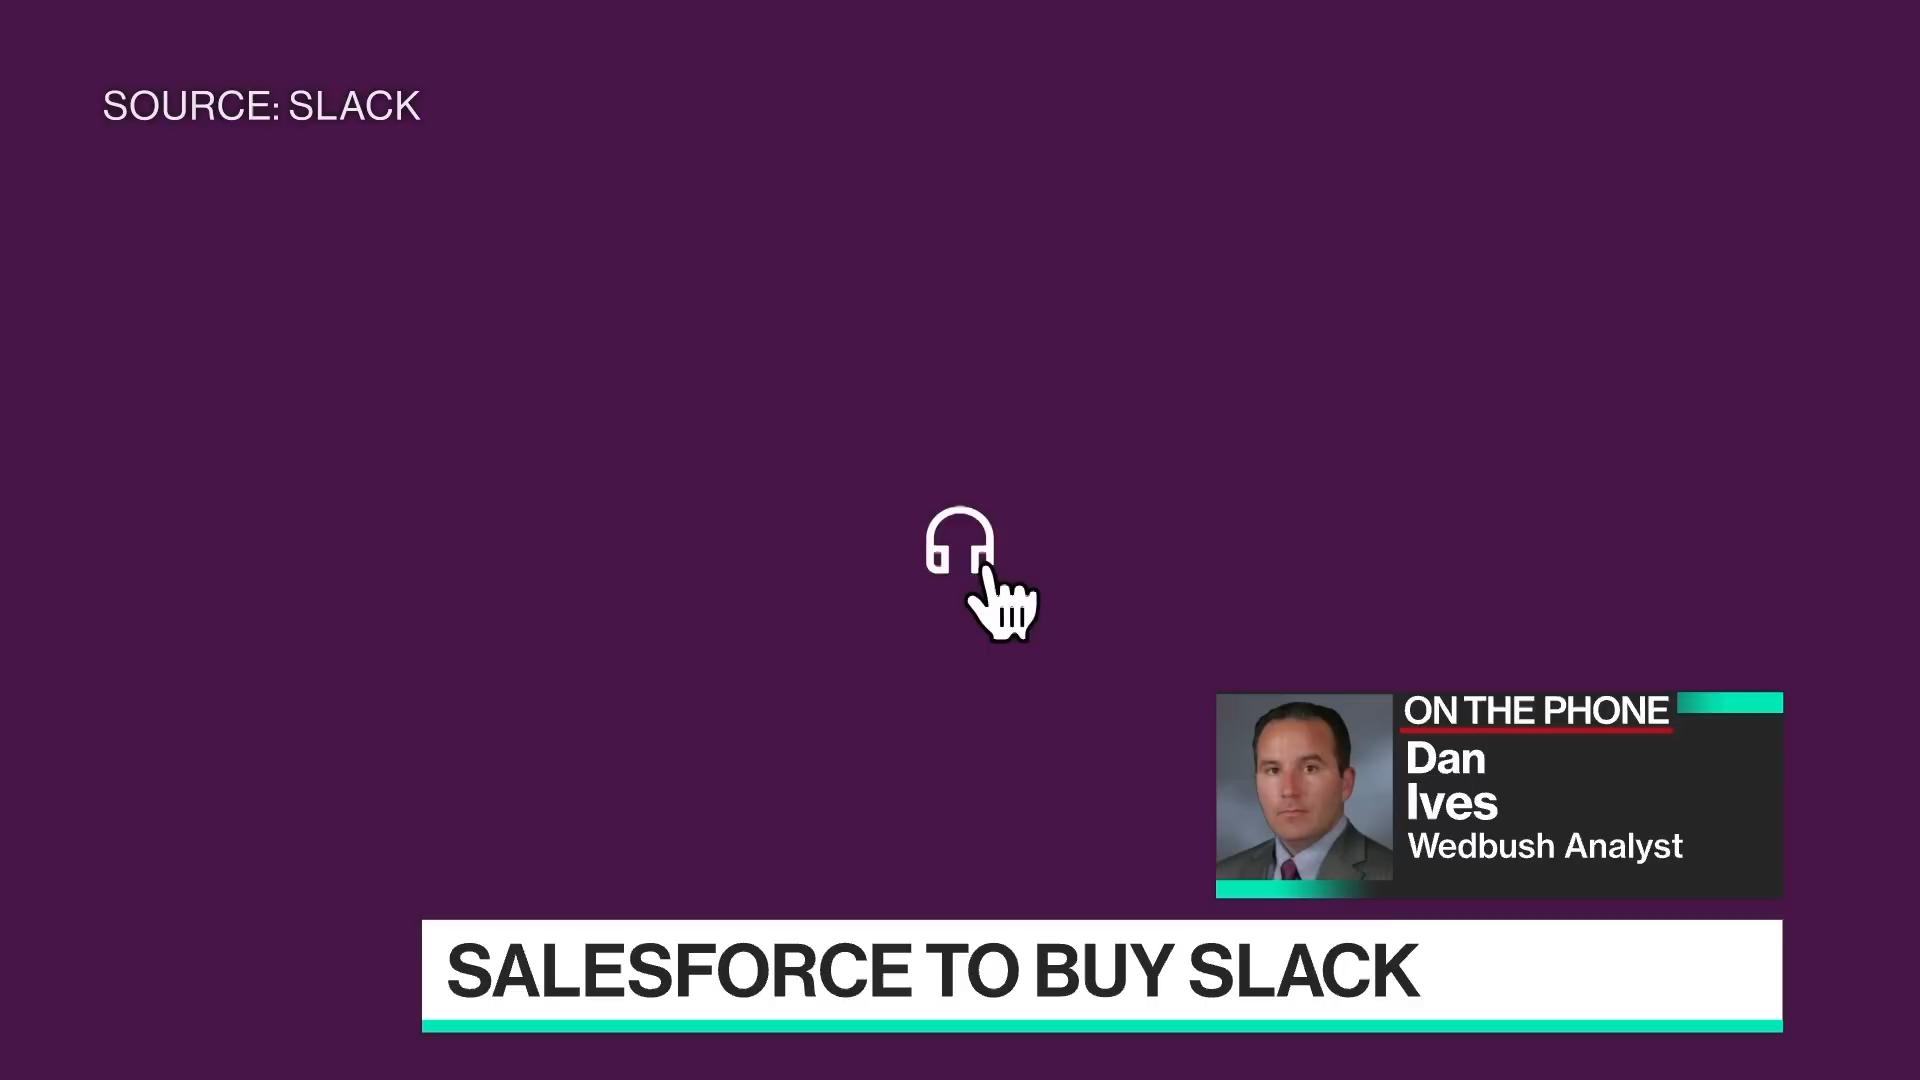 SOURCE: SLACK
ON THE PHONE
Dan
Ives
Wedbush Analyst
SALESFORCE TO BUY SLACK